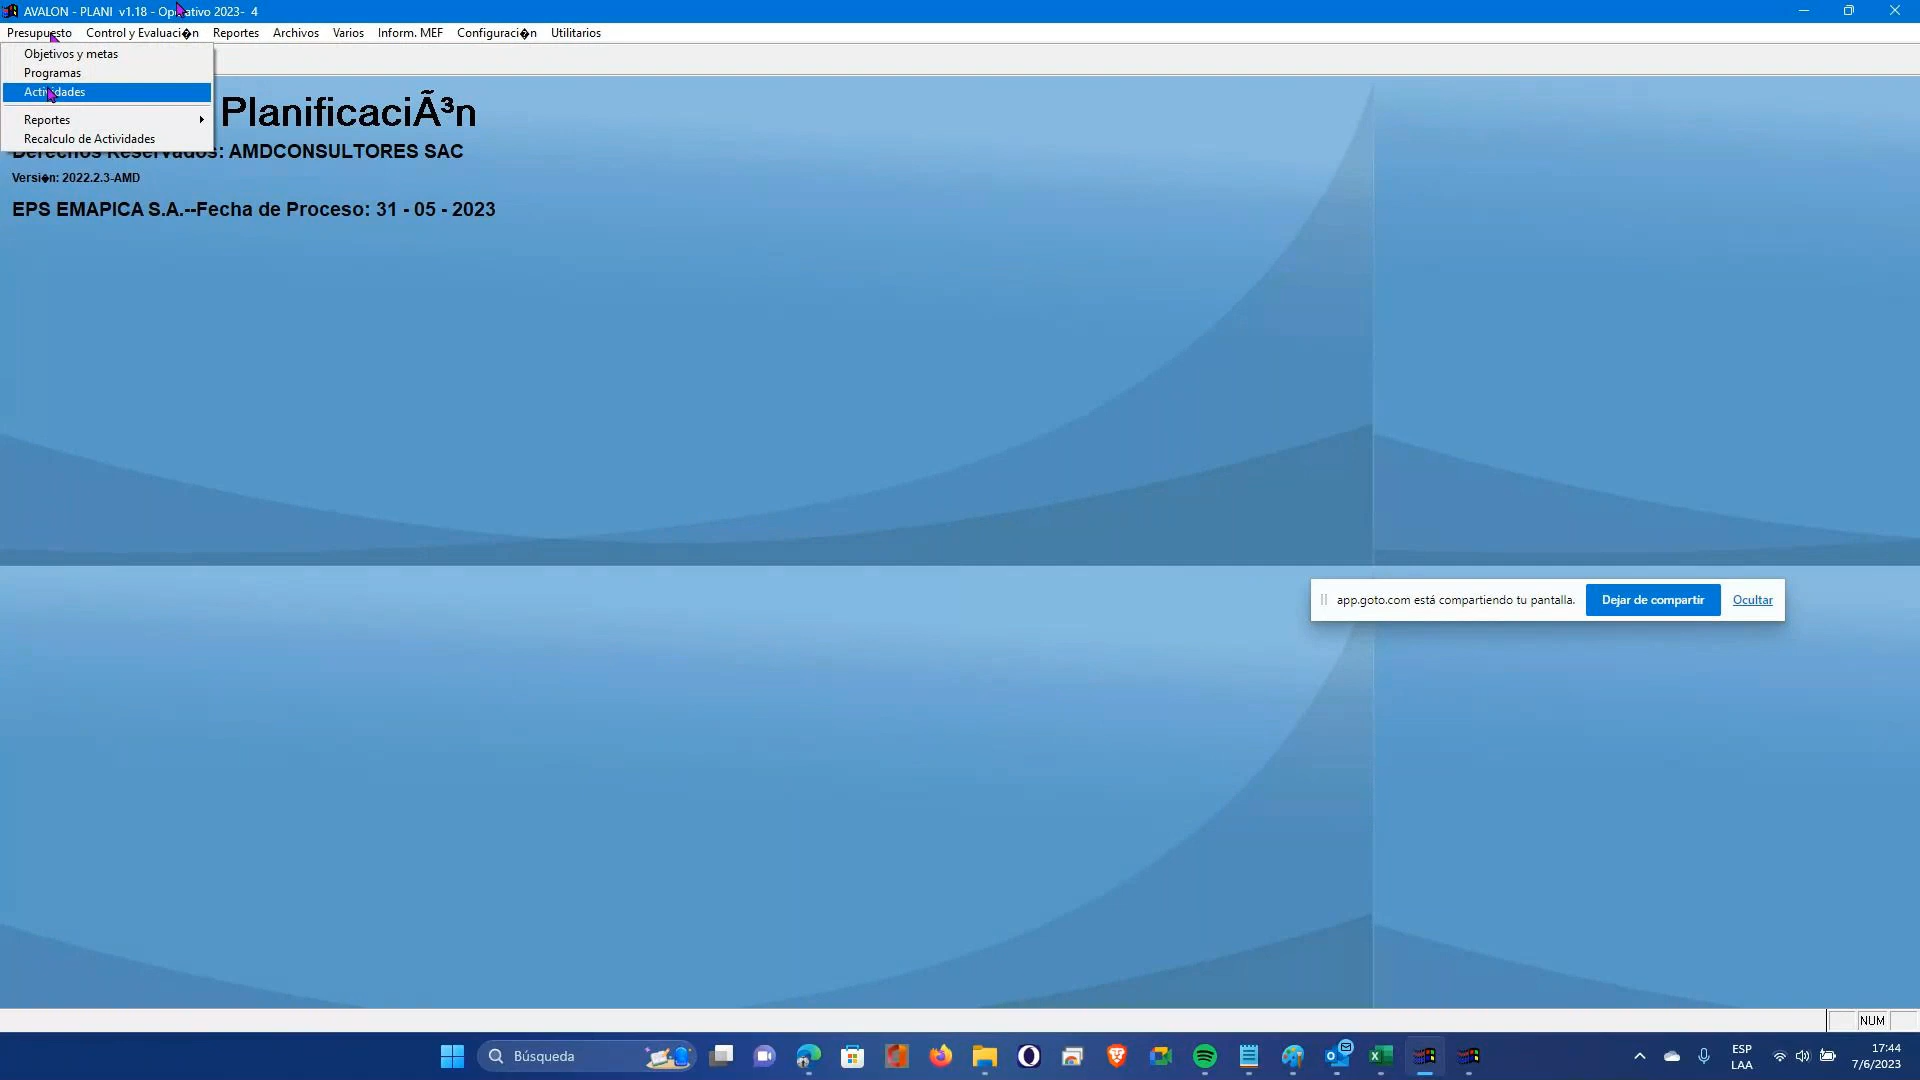 AVALON - PLANI v1.18 - Operativo 2023- 4
Presupuesto Control y Evaluaci�n Reportes Archivos Varios Inform. MEF Configuraci�n Utilitarios
Objetivos y metas
Programas
Actividades
Reportes
Recalculo de Actividades
PlanificaciÃ³n
Derechos Reservados: AMDCONSULTORES SAC
Versi�n: 2022.2.3-AMD
EPS EMAPICA S.A.--Fecha de Proceso: 31 - 05 - 2023
app.goto.com está compartiendo tu pantalla. Dejar de compartir Ocultar
NUM
Búsqueda
ESP
LAA
17:44
7/6/2023